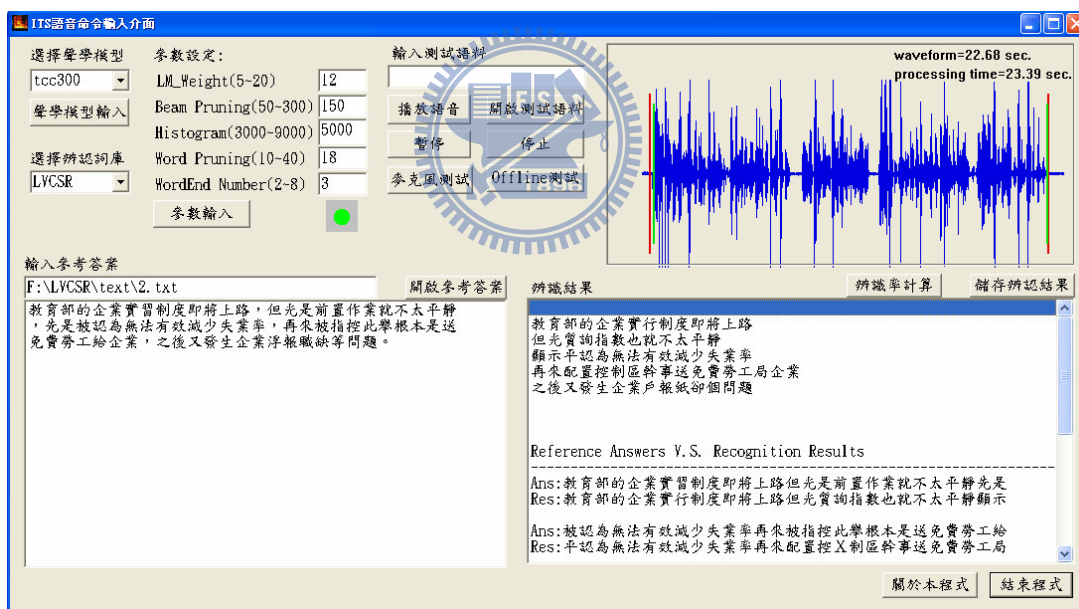 ITS語音命令輸入介面
選擇聲學模型
tcc300
聲學模型輸入
選擇辨認詞庫
LVCSR
參數設定:
LM_Weight(5~20) 12
Beam Pruning(50~300) 150
Histogram(3000~9000) 5000
Word Pruning(10~40) 18
WordEnd Number(2~8) 3
參數輸入
輸入測試語料
播放語音 開啟測試語料
暫停 停止
麥克風測試 Offline測試
ES
1896
waveform=22.68 sec.
processing time=23.39 sec.
輸入參考答案
F:\LVCSR\text\2.txt 開啟參考答案
教育部的企業實習制度即將上路，但光是前置作業就不太平靜
，先是被認為無法有效減少失業率，再來被指控此舉根本是送
免費勞工給企業，之後又發生企業浮報職缺等問題。
辨識結果 辨識率計算 儲存辨認結果
教育部的企業實行制度即將上路
但光質詢指數也就不太平靜
顯示平認為無法有效減少失業率
再來配置控制區幹事送免費勞工局企業
之後又發生企業戶報紙卻個問題
Reference Answers V.S. Recognition Results
Ans:教育部的企業實習制度即將上路但光是前置作業就不太平靜先是
Res:教育部的企業實行制度即將上路但光質詢指數也就不太平靜顯示
Ans:被認為無法有效減少失業率再來被指控此舉根本是送免費勞工給
Res:平認為無法有效減少失業率再來配置控X制區幹事送免費勞工局
關於本程式 結束程式